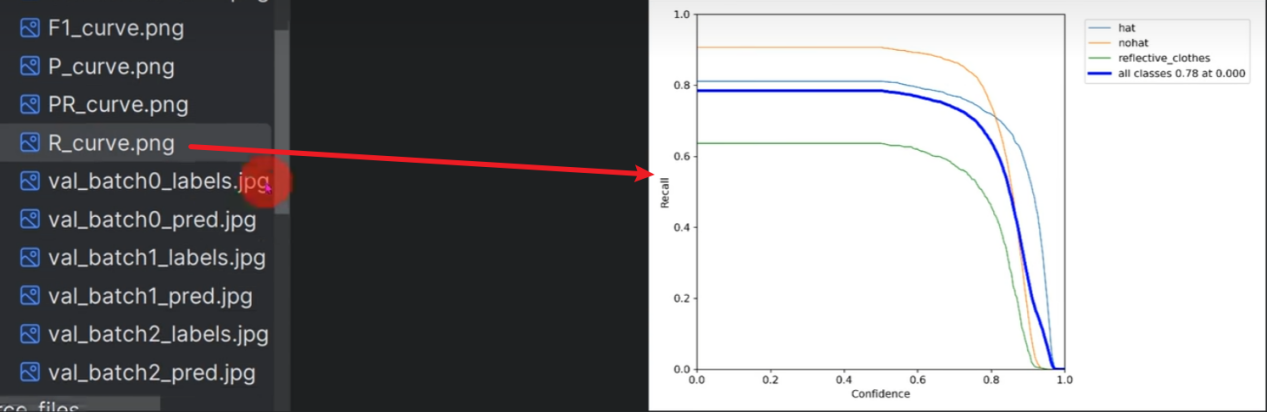 F1_curve.png
P_curve.png
PR_curve.png
R_curve.png
val_batch0_labels.jpg
val_batch0_pred.jpg
val_batch1_labels.jpg
val_batch1_pred.jpg
val_batch2_labels.jpg
val_batch2_pred.jpg
1.0
0.8
0.6
0.4
0.2
0.0
Recall
0.0 0.2 0.4 0.6 0.8 1.0
Confidence
hat
nohat
reflective_clothes
all classes 0.78 at 0.000